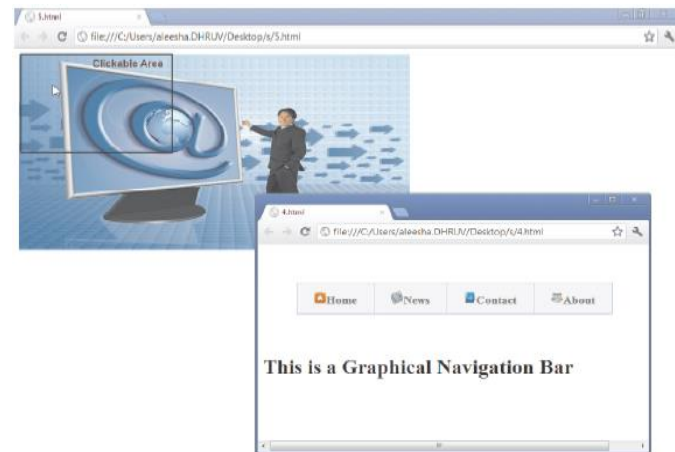 5.html
file:///C:/Users/aleesha.DHRUV/Desktop/s/5.html
Clickable Area
4.html
file:///C:/Users/aleesha.DHRUV/Desktop/s/4.html
Home News Contact About
This is a Graphical Navigation Bar